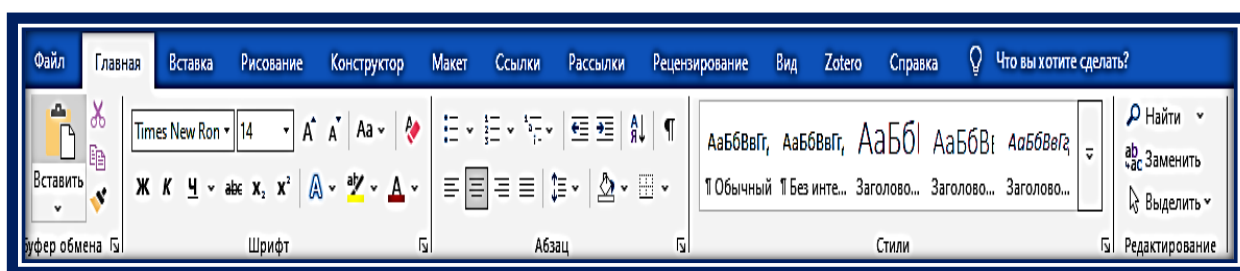 Файл Главная Вставка Рисование Конструктор Макет Ссылки Рассылки Рецензирование Вид Zotero Справка Что вы хотите сделать?
Times New Ron 14 Aa Найти
АаБбВвГг, АаБбВвГг, АаБб АаБбВв АаБбВвГг
Заменить
Вставить Ж К Ч abc x₂ x² A ab A ¶ Обычный ¶ Без инте... Заголово... Заголово... Заголово...
Выделить
Буфер обмена Шрифт Абзац Стили Редактирование